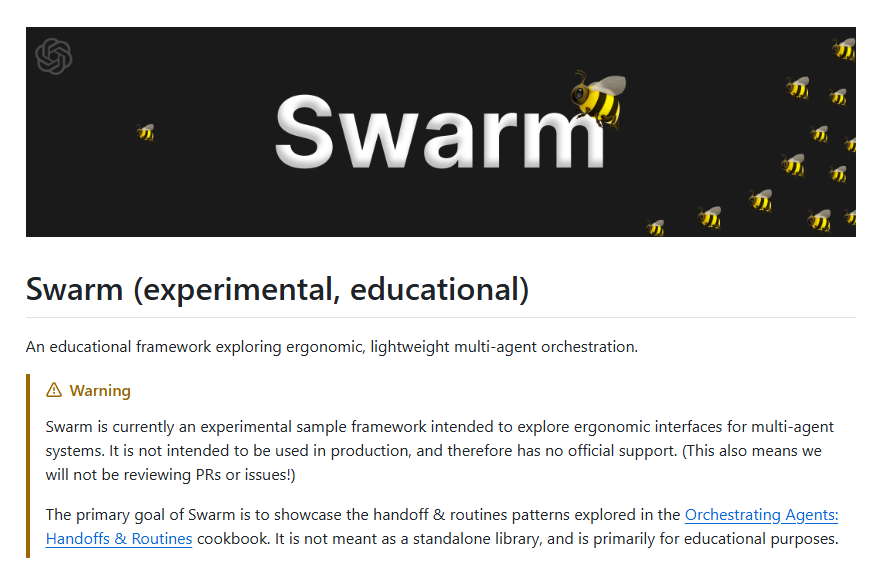 Swarm
Swarm (experimental, educational)
An educational framework exploring ergonomic, lightweight multi-agent orchestration.
Warning
Swarm is currently an experimental sample framework intended to explore ergonomic interfaces for multi-agent
systems. It is not intended to be used in production, and therefore has no official support. (This also means we
will not be reviewing PRs or issues!)
The primary goal of Swarm is to showcase the handoff & routines patterns explored in the Orchestrating Agents:
Handoffs & Routines cookbook. It is not meant as a standalone library, and is primarily for educational purposes.